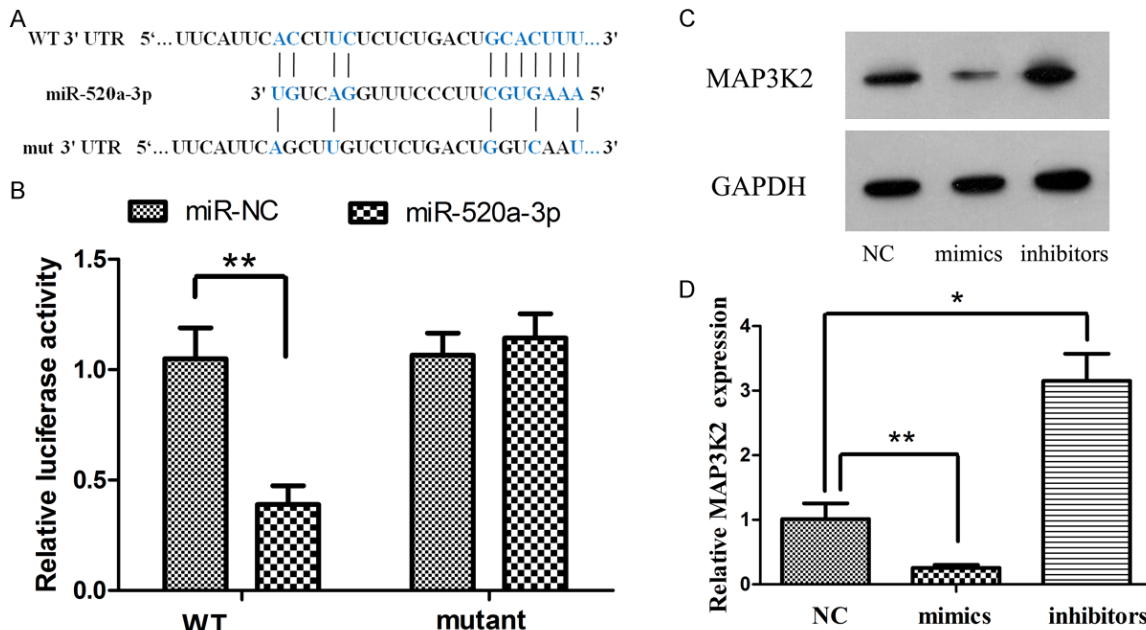 A
WT 3' UTR 5‘...UUCAUUCACCUUCUCUCUGACUGCACUUU...3'
miR-520a-3p 3' UGUCAGGUUUCCCUUCGUGAAA 5'
mut 3' UTR 5‘...UUCAUUCAGCUUGUCUCUGACUGGUCAAU...3'
B
miR-NC miR-520a-3p
Relative luciferase activity
1.5
1.0
0.5
0.0
**
WT mutant
C
MAP3K2
GAPDH
NC mimics inhibitors
D
Relative MAP3K2 expression
4
3
2
1
0
*
**
NC mimics inhibitors